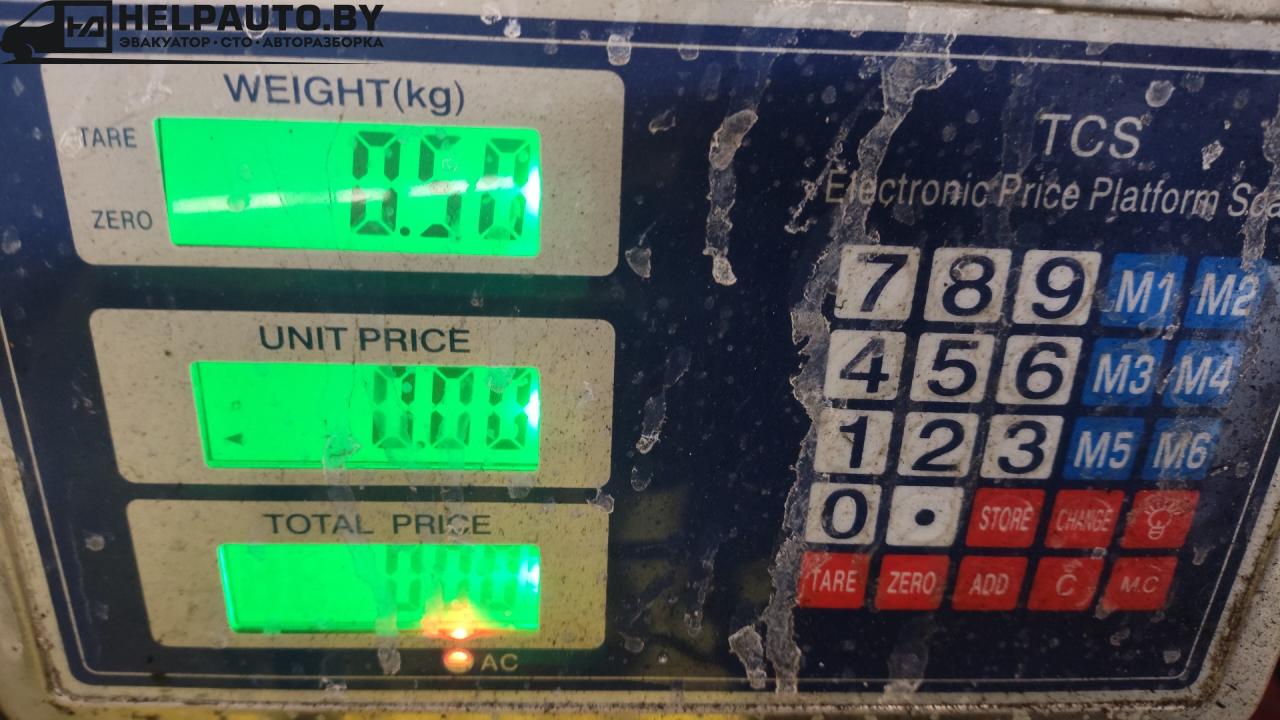 HELPAUTO.BY
ЭВАКУАТОР·СТО·АВТОРАЗБОРКА
WEIGHT(kg)
TARE
ZERO
0.50
UNIT PRICE
0.00
TOTAL PRICE
AC
TCS
Electronic Price Platform Sca
7 8 9 M1 M2
4 5 6 M3 M4
1 2 3 M5 M6
0 . STORE CHANGE
TARE ZERO ADD C M.C